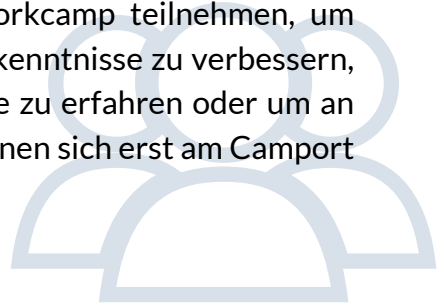 orkcamp teilnehmen, um
kenntnisse zu verbessern,
e zu erfahren oder um an
nen sich erst am Camport